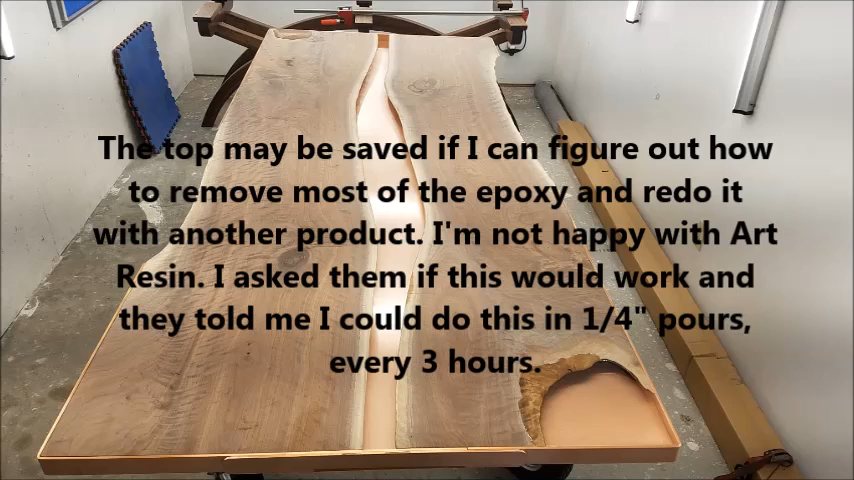 The top may be saved if I can figure out how
to remove most of the epoxy and redo it
with another product. I'm not happy with Art
Resin. I asked them if this would work and
they told me I could do this in 1/4" pours,
every 3 hours.